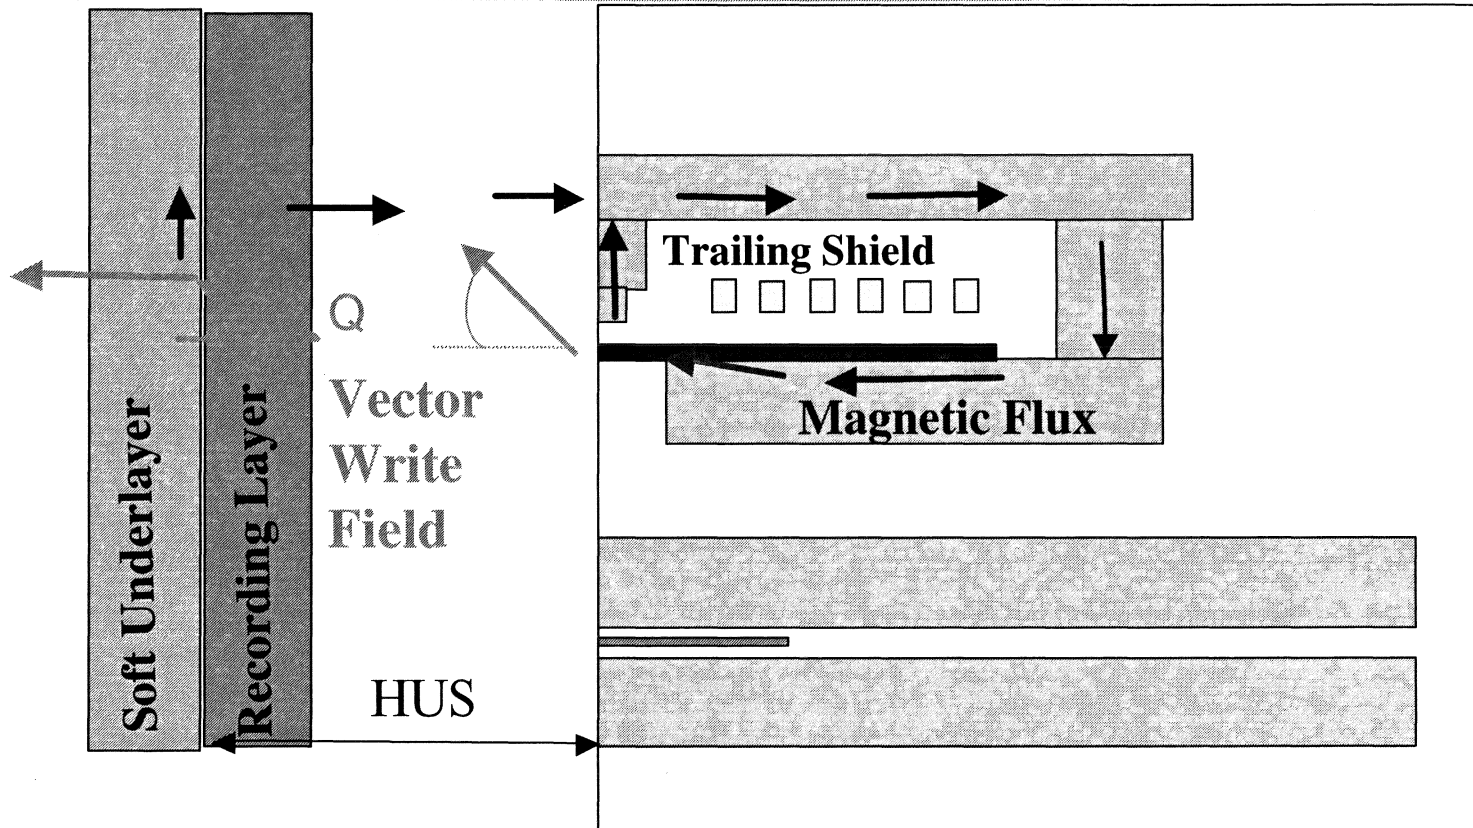 Soft Underlayer
Recording Layer
Q
Vector
Write
Field
HUS
Trailing Shield
Magnetic Flux